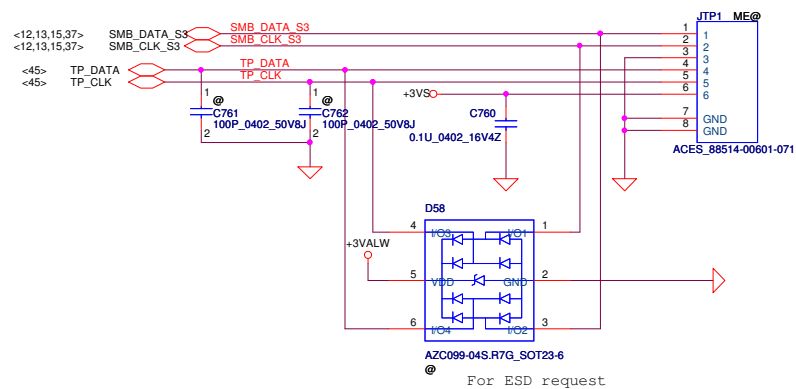 JTP1 ME@
<12,13,15,37> SMB_DATA_S3 SMB_DATA_S3 1 1
<12,13,15,37> SMB_CLK_S3 SMB_CLK_S3 2 2
3 3
<45> TP_DATA TP_DATA 4 4
<45> TP_CLK TP_CLK 5 5
+3VS 6 6
1 @ 1 @
C761 C762 C760
100P_0402_50V8J 100P_0402_50V8J
2 2
0.1U_0402_16V4Z
7 GND
8 GND
ACES_88514-00601-071
D58
4 I/O3 I/O1 1
+3VALW
5 VDD GND 2
6 I/O4 I/O2 3
AZC099-04S.R7G_SOT23-6
@
For ESD request